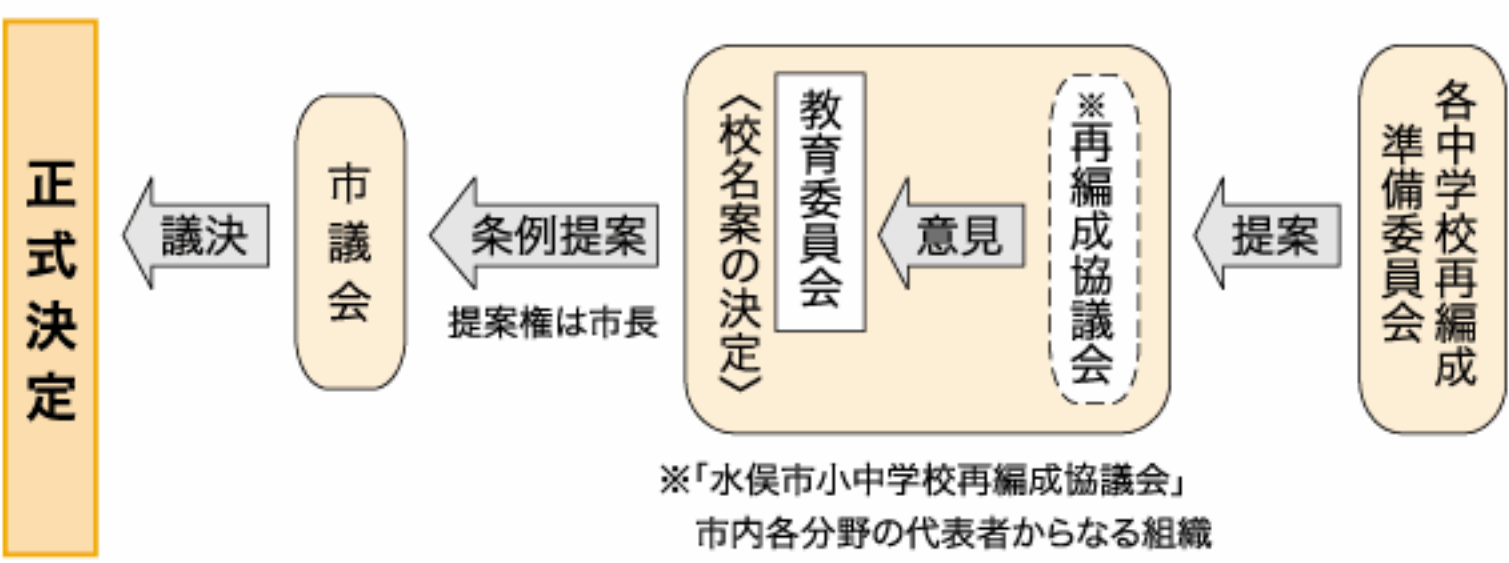 各中学校再編成
準備委員会
提案
※再編成協議会
意見
教育委員会
〈校名案の決定〉
条例提案
提案権は市長
市議会
議決
正式決定
※「水俣市小中学校再編成協議会」
市内各分野の代表者からなる組織